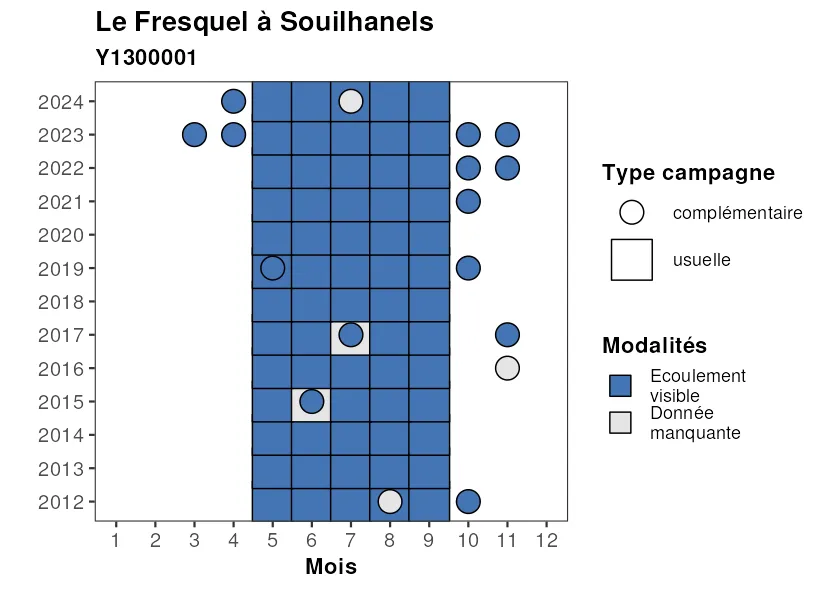 Le Fresquel à Souilhanels
Y1300001
2024
2023
2022
2021
2020
2019
2018
2017
2016
2015
2014
2013
2012
1 2 3 4 5 6 7 8 9 10 11 12
Mois
Type campagne
complémentaire
usuelle
Modalités
Ecoulement
visible
Donnée
manquante